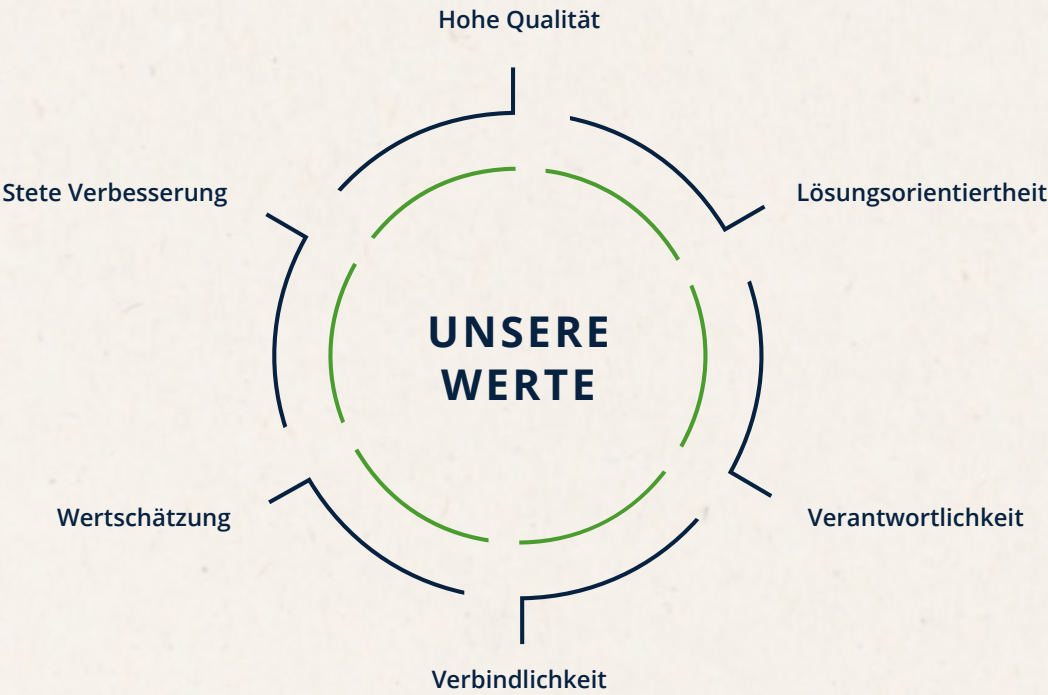 Hohe Qualität
Stete Verbesserung
Lösungsorientiertheit
UNSERE
WERTE
Wertschätzung
Verantwortlichkeit
Verbindlichkeit